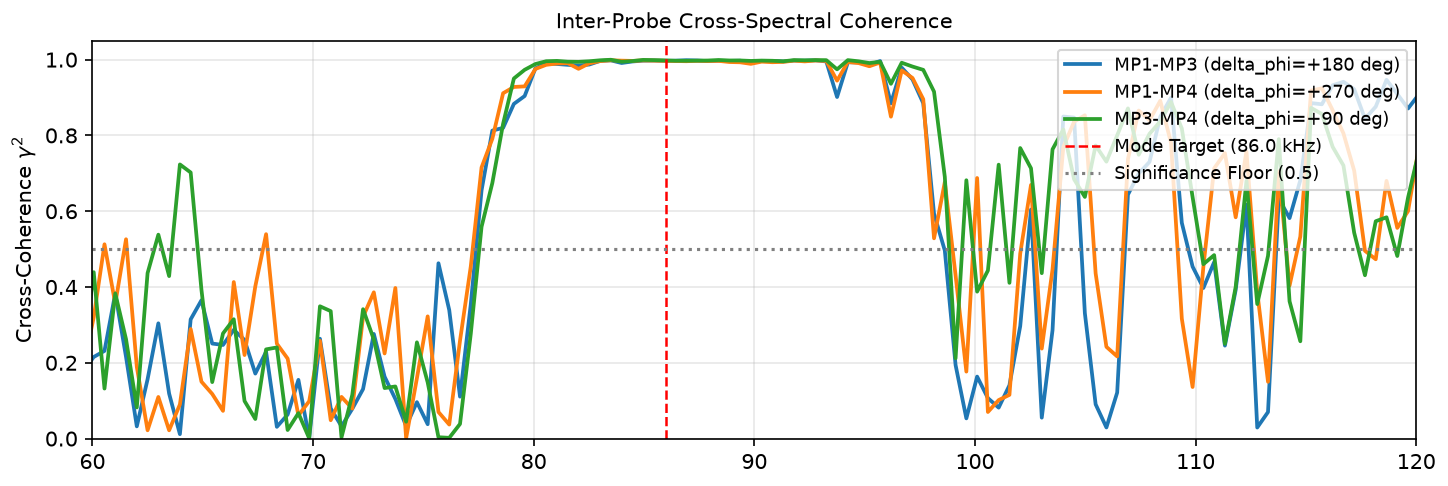 Inter-Probe Cross-Spectral Coherence
Cross-Coherence γ²
1.0
0.8
0.6
0.4
0.2
0.0
MP1-MP3 (delta_phi=+180 deg)
MP1-MP4 (delta_phi=+270 deg)
MP3-MP4 (delta_phi=+90 deg)
Mode Target (86.0 kHz)
Significance Floor (0.5)
60 70 80 90 100 110 120